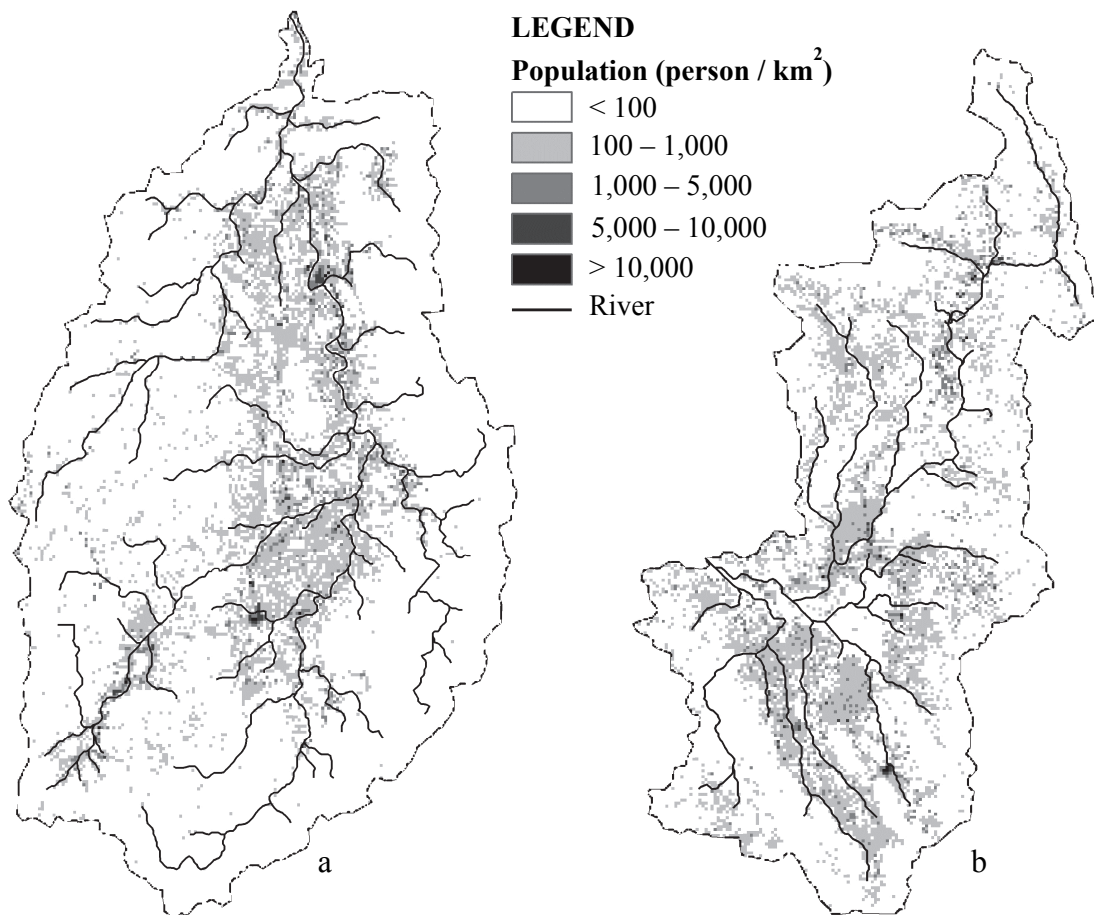 LEGEND
Population (person / km²)
< 100
100 – 1,000
1,000 – 5,000
5,000 – 10,000
> 10,000
River
a
b